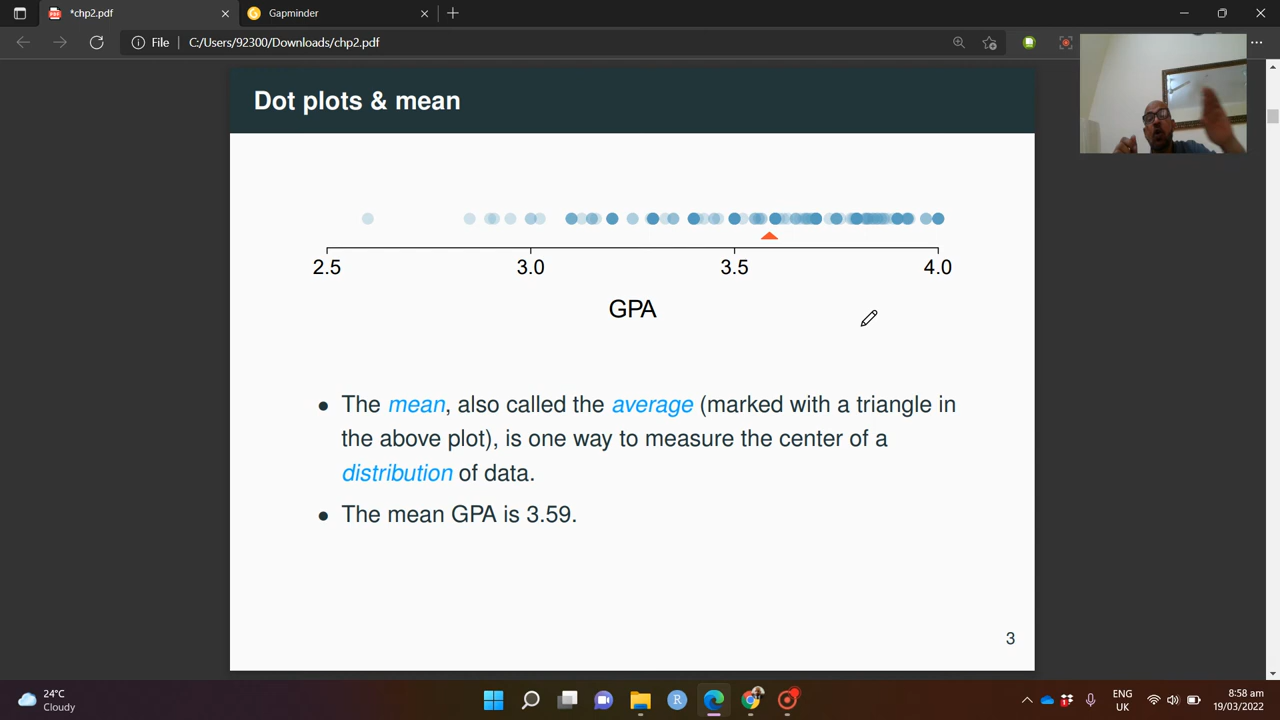 *chp2.pdf
Gapminder
File
C:/Users/92300/Downloads/chp2.pdf
Dot plots & mean
2.5 3.0 3.5 4.0
GPA
• The mean, also called the average (marked with a triangle in
the above plot), is one way to measure the center of a
distribution of data.
• The mean GPA is 3.59.
3
24°C
Cloudy
ENG
UK
8:58 am
19/03/2022